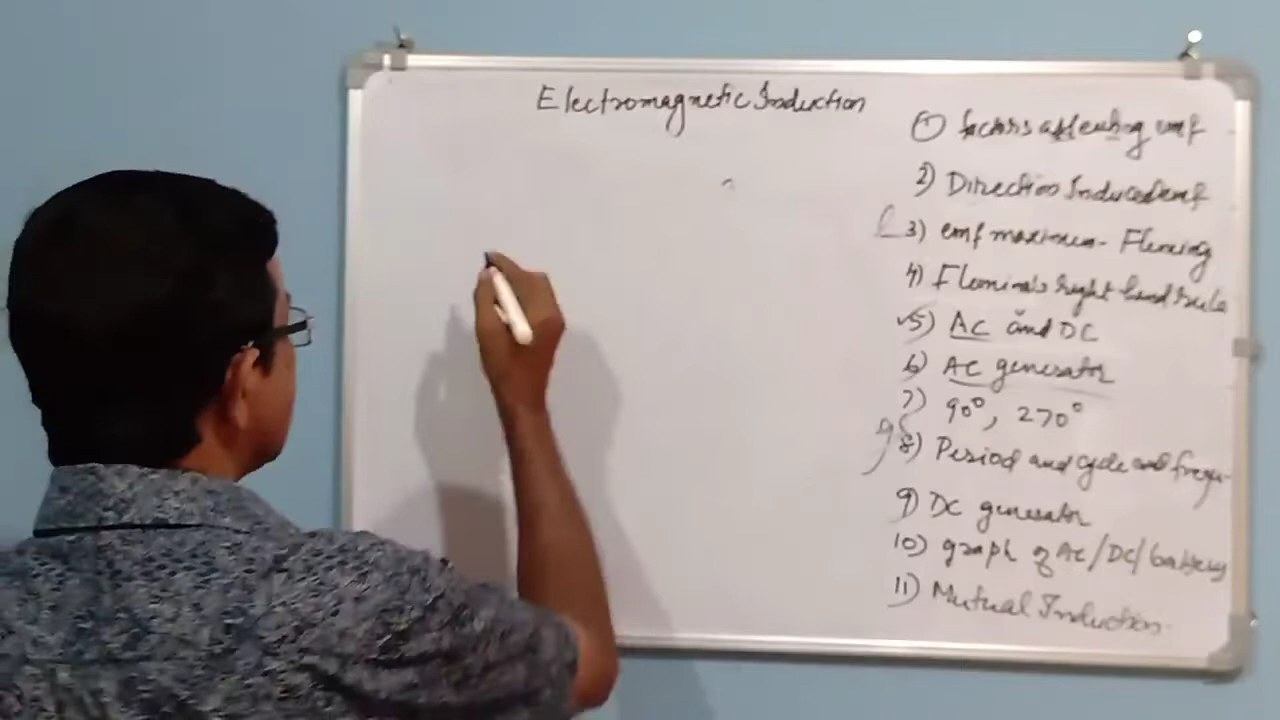 Electromagnetic Induction
1) factors affecting emf
2) Direction Induced emf
3) emf maximum - Fleming
4) Fleming's right hand rule
5) AC and DC
6) AC generator
7) 90°, 270°
8) Period and cycle and frequ-
9) DC generator
10) graph of AC/DC/battery
11) Mutual Induction.